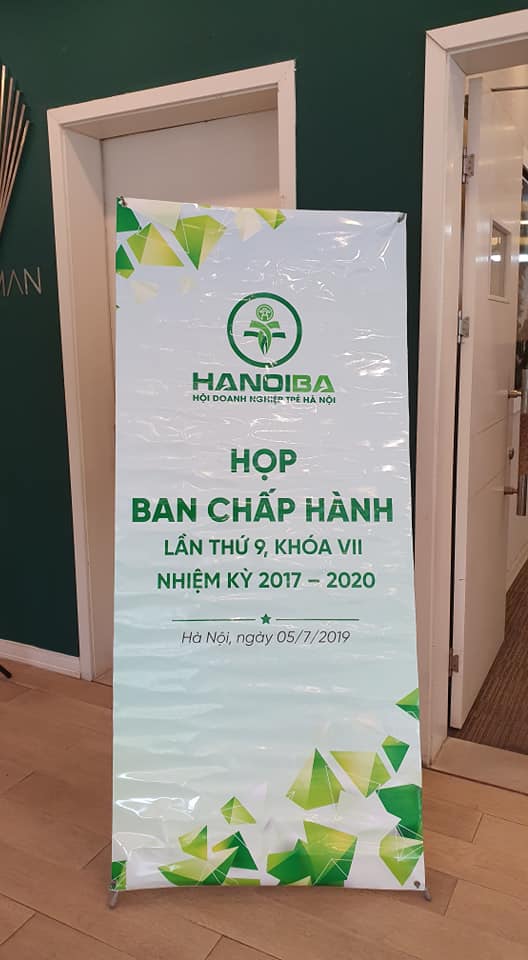 MAN
HANOIBA
HỘI DOANH NGHIỆP TRẺ HÀ NỘI
HỌP
BAN CHẤP HÀNH
LẦN THỨ 9, KHÓA VII
NHIỆM KỲ 2017 – 2020
Hà Nội, ngày 05/7/2019